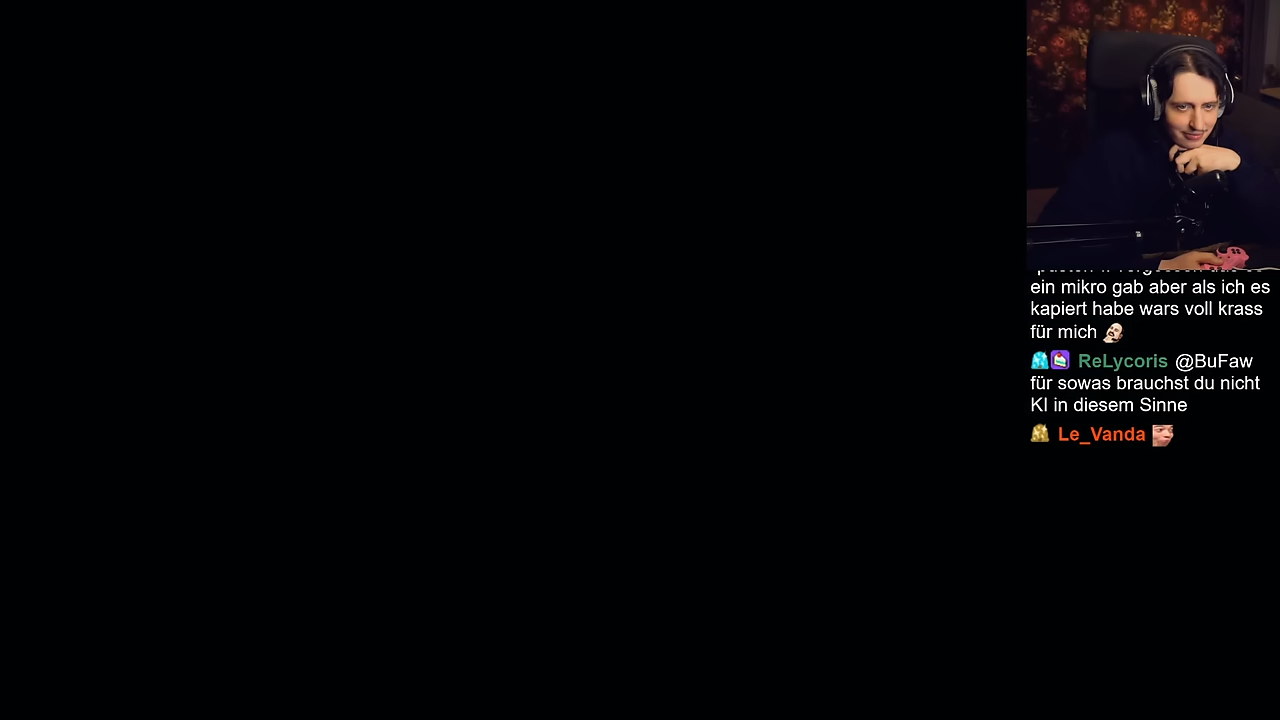 ein mikro gab aber als ich es
kapiert habe wars voll krass
für mich
ReLycoris @BuFaw
für sowas brauchst du nicht
KI in diesem Sinne
Le_Vanda